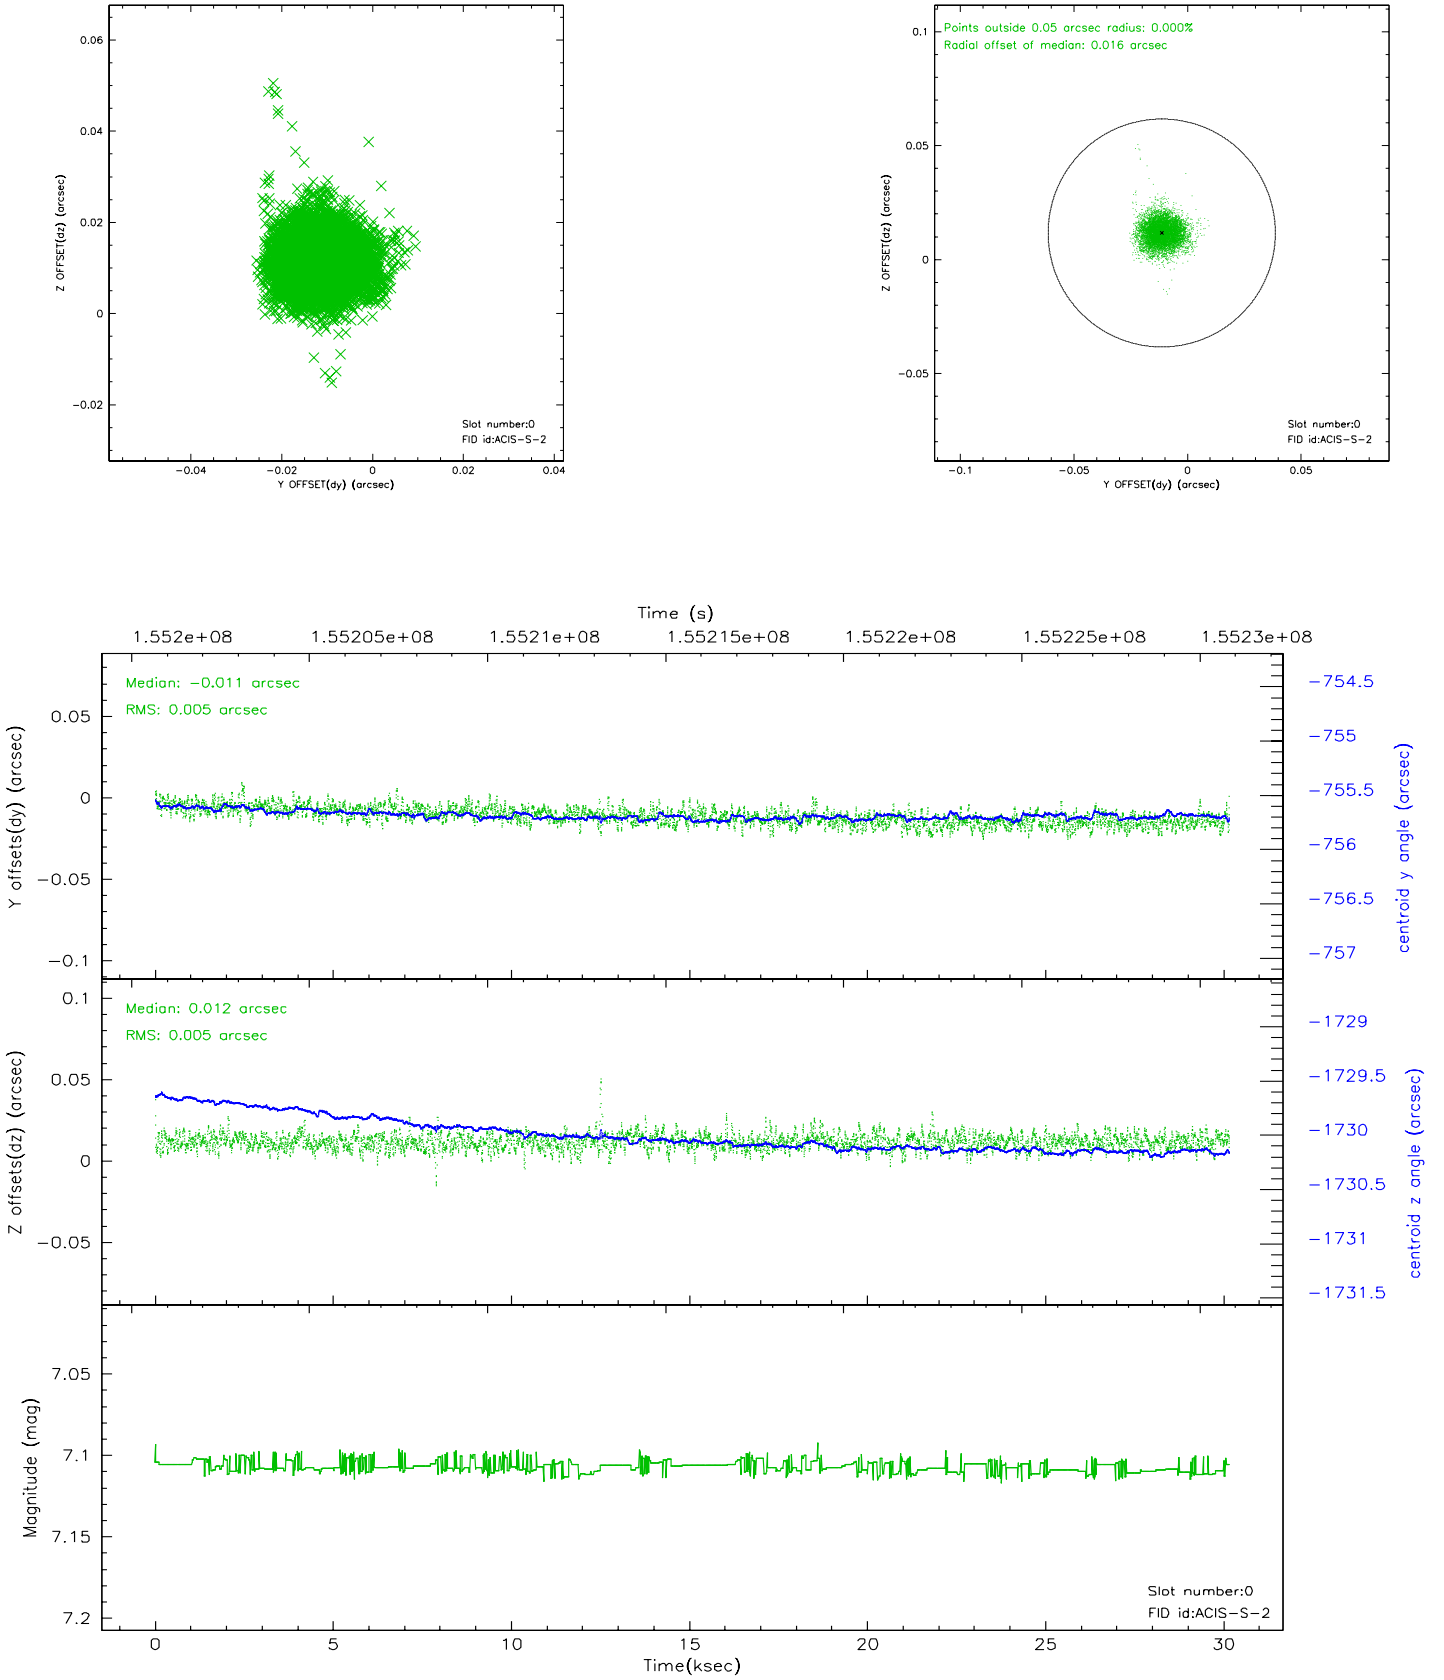 0.06
0.04
0.02
0
-0.02
Z OFFSET(dz) (arcsec)
Slot number:0
FID id:ACIS-S-2
-0.04
-0.02
0
0.02
0.04
Y OFFSET(dy) (arcsec)
Points outside 0.05 arcsec radius: 0.000%
Radial offset of median: 0.016 arcsec
0.1
0.05
0
-0.05
Z OFFSET(dz) (arcsec)
Slot number:0
FID id:ACIS-S-2
-0.1
-0.05
0
0.05
Y OFFSET(dy) (arcsec)
Time (s)
1.552e+08
1.55205e+08
1.5521e+08
1.55215e+08
1.5522e+08
1.55225e+08
1.5523e+08
Median: -0.011 arcsec
RMS: 0.005 arcsec
0.05
0
-0.05
-0.1
Y offsets(dy) (arcsec)
-754.5
-755
-755.5
-756
-756.5
-757
centroid y angle (arcsec)
Median: 0.012 arcsec
RMS: 0.005 arcsec
0.1
0.05
0
-0.05
Z offsets(dz) (arcsec)
-1729
-1729.5
-1730
-1730.5
-1731
-1731.5
centroid z angle (arcsec)
7.05
7.1
7.15
7.2
Magnitude (mag)
Slot number:0
FID id:ACIS-S-2
0
5
10
15
20
25
30
Time(ksec)